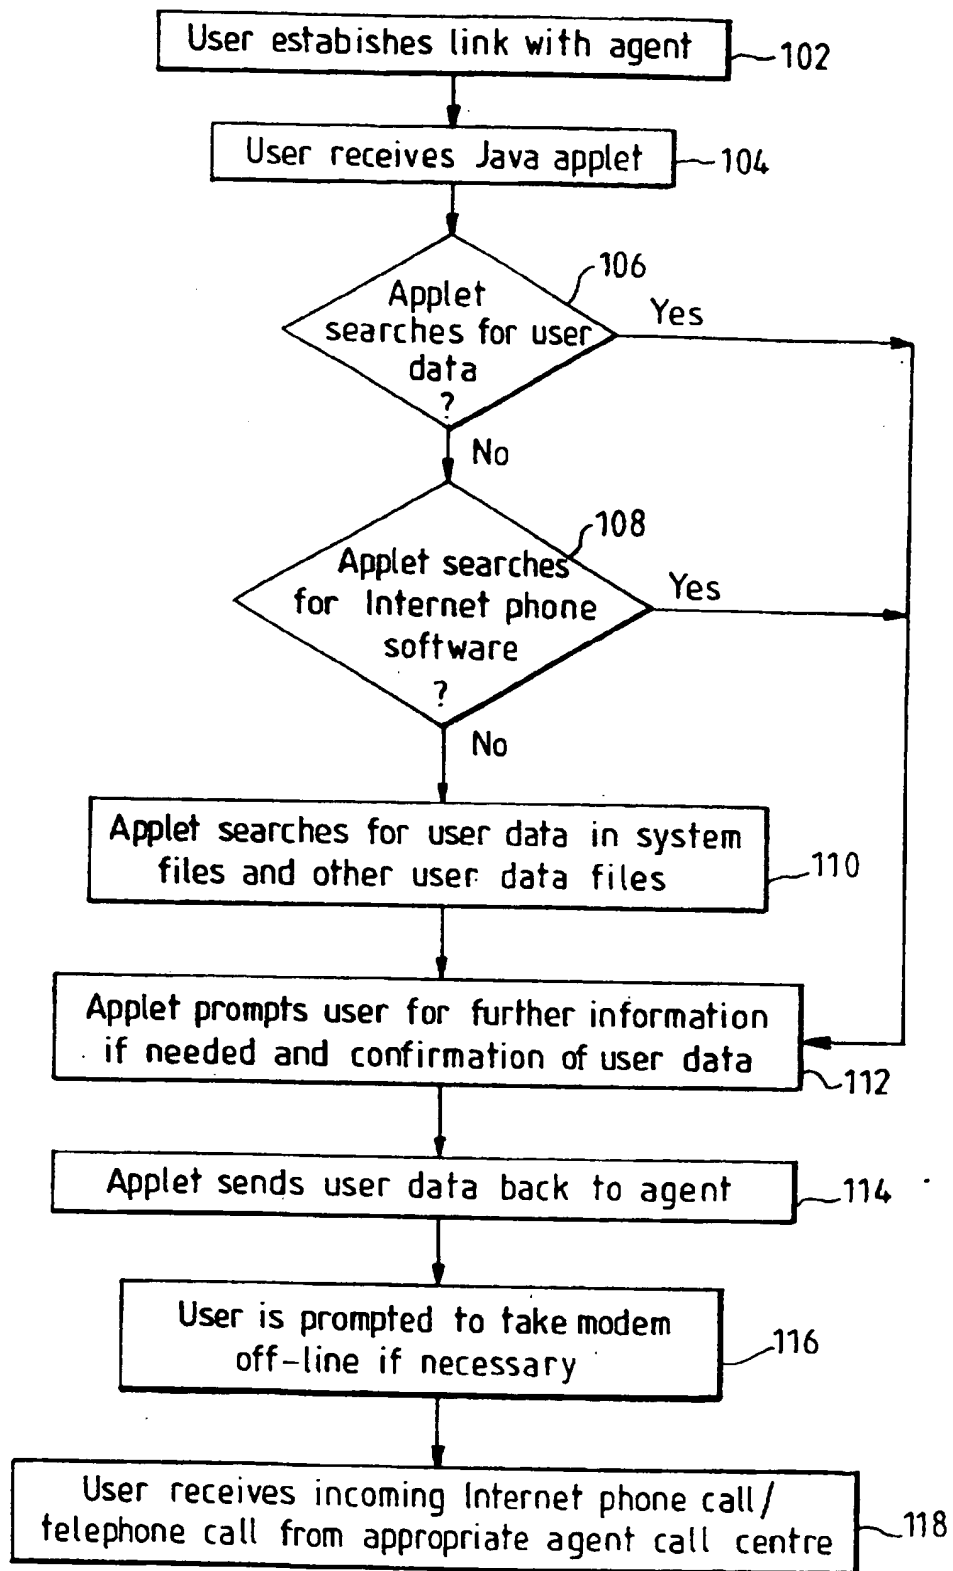 User estabishes link with agent
102
User receives Java applet
104
106
Applet
searches for user
data
?
Yes
No
108
Applet searches
for Internet phone
software
?
Yes
No
Applet searches for user data in system
files and other user data files
110
Applet prompts user for further information
if needed and confirmation of user data
112
Applet sends user data back to agent
114
User is prompted to take modem
off-line if necessary
116
User receives incoming Internet phone call/
telephone call from appropriate agent call centre
118